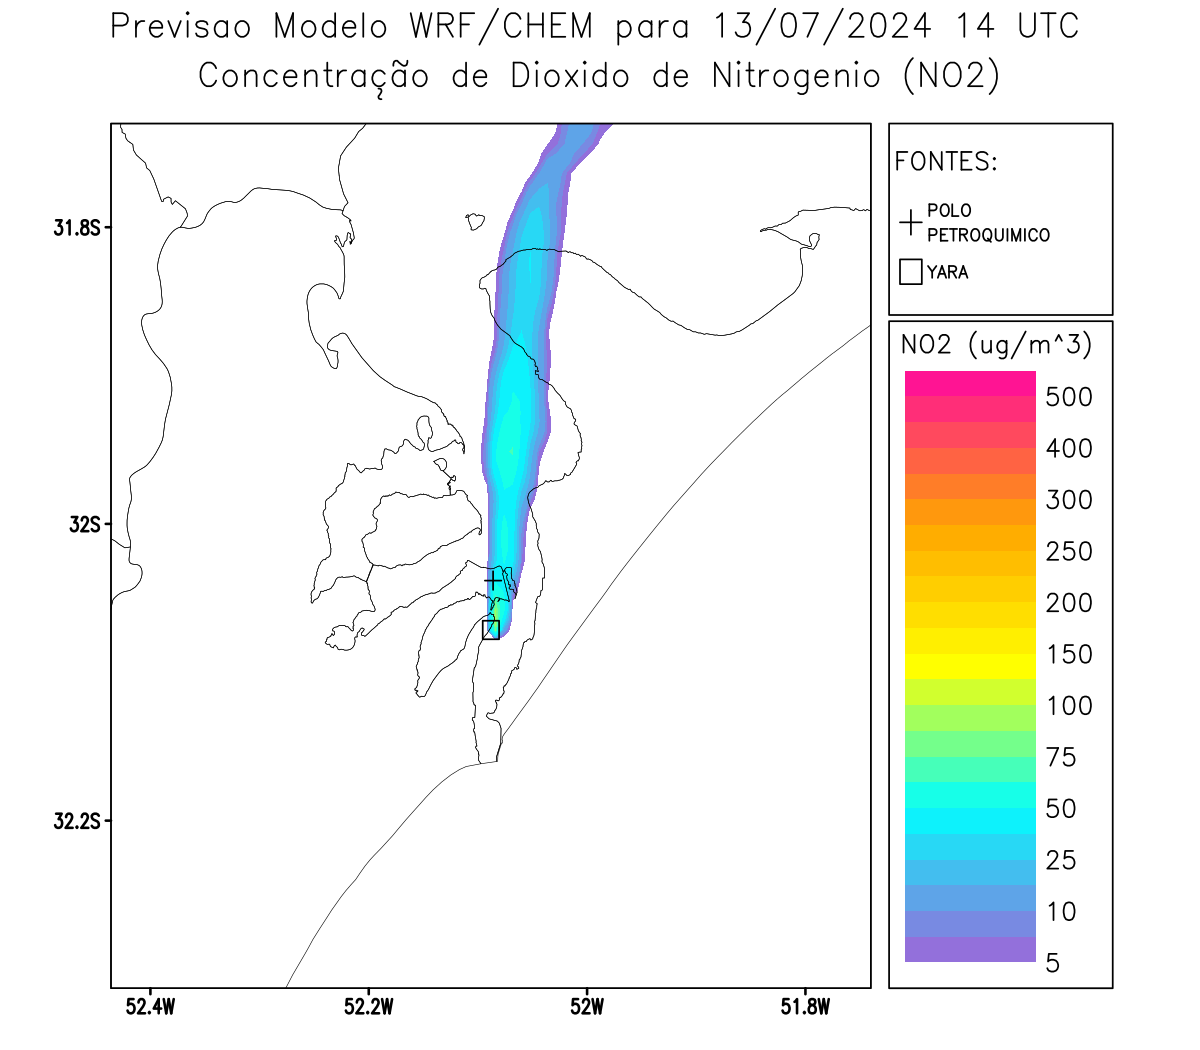 Previsao Modelo WRF/CHEM para 13/07/2024 14 UTC
Concentração de Dioxido de Nitrogenio (NO2)
FONTES:
POLO
PETROQUIMICO
YARA
NO2 (ug/m^3)
500
400
300
250
200
150
100
75
50
25
10
5
31.8S
32S
32.2S
52.4W
52.2W
52W
51.8W